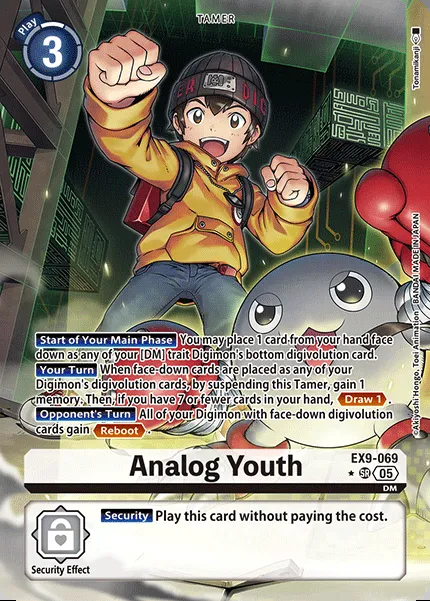 TAMER
Play
3
Tonamikanji
Start of Your Main Phase You may place 1 card from your hand face
down as any of your [DM] trait Digimon's bottom digivolution card.
Your Turn When face-down cards are placed as any of your
Digimon's digivolution cards, by suspending this Tamer, gain 1
memory. Then, if you have 7 or fewer cards in your hand, Draw 1.
Opponent's Turn All of your Digimon with face-down digivolution
cards gain Reboot.
©Akiyoshi Hongo, Toei Animation · BANDAI MADE IN JAPAN
Analog Youth
EX9-069
SR 05
DM
Security Play this card without paying the cost.
Security Effect